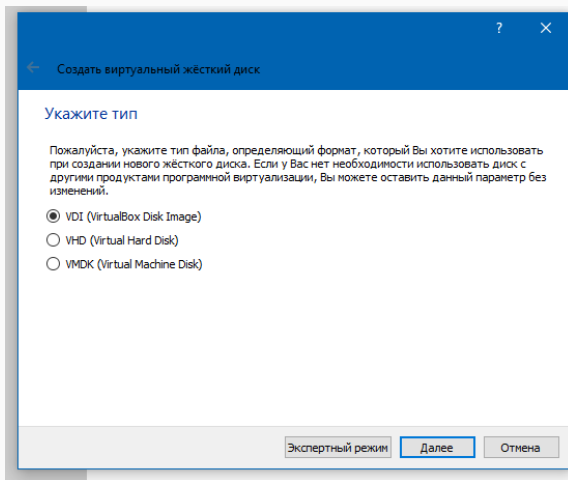 ?
Создать виртуальный жёсткий диск
Укажите тип
Пожалуйста, укажите тип файла, определяющий формат, который Вы хотите использовать
при создании нового жёсткого диска. Если у Вас нет необходимости использовать диск с
другими продуктами программной виртуализации, Вы можете оставить данный параметр без
изменений.
VDI (VirtualBox Disk Image)
VHD (Virtual Hard Disk)
VMDK (Virtual Machine Disk)
Экспертный режим Далее Отмена